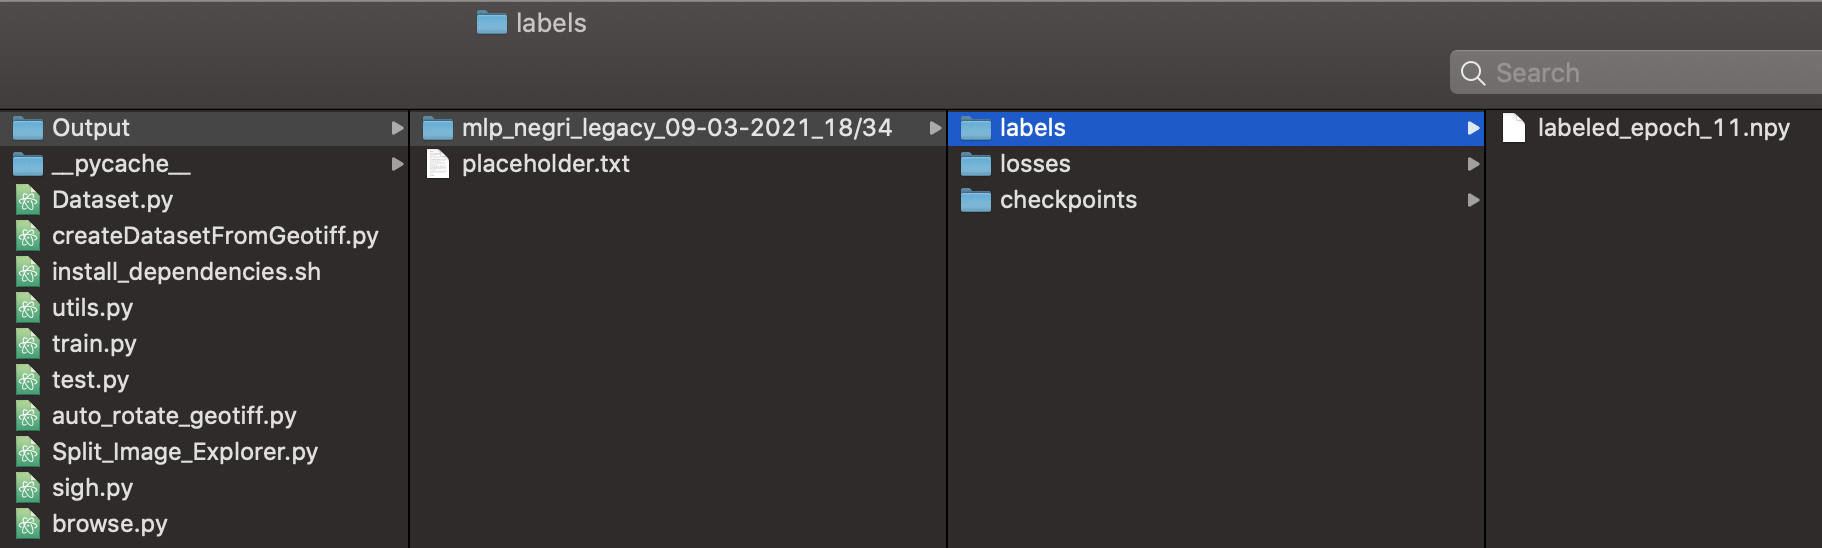 labels
Search
Output
__pycache__
Dataset.py
createDatasetFromGeotiff.py
install_dependencies.sh
utils.py
train.py
test.py
auto_rotate_geotiff.py
Split_Image_Explorer.py
sigh.py
browse.py
mlp_negri_legacy_09-03-2021_18/34
placeholder.txt
labels
losses
checkpoints
labeled_epoch_11.npy